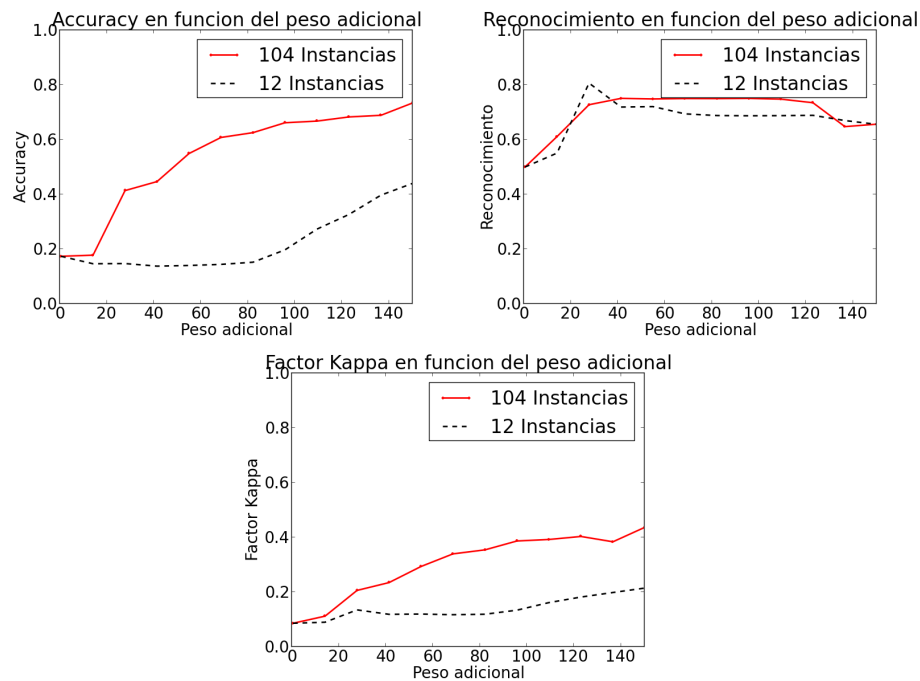 Accuracy en funcion del peso adicional
1.0
0.8
0.6
0.4
0.2
0.0
Accuracy
104 Instancias
12 Instancias
0 20 40 60 80 100 120 140
Peso adicional
Reconocimiento en funcion del peso adicional
1.0
0.8
0.6
0.4
0.2
0.0
Reconocimiento
104 Instancias
12 Instancias
0 20 40 60 80 100 120 140
Peso adicional
Factor Kappa en funcion del peso adicional
1.0
0.8
0.6
0.4
0.2
0.0
Factor Kappa
104 Instancias
12 Instancias
0 20 40 60 80 100 120 140
Peso adicional